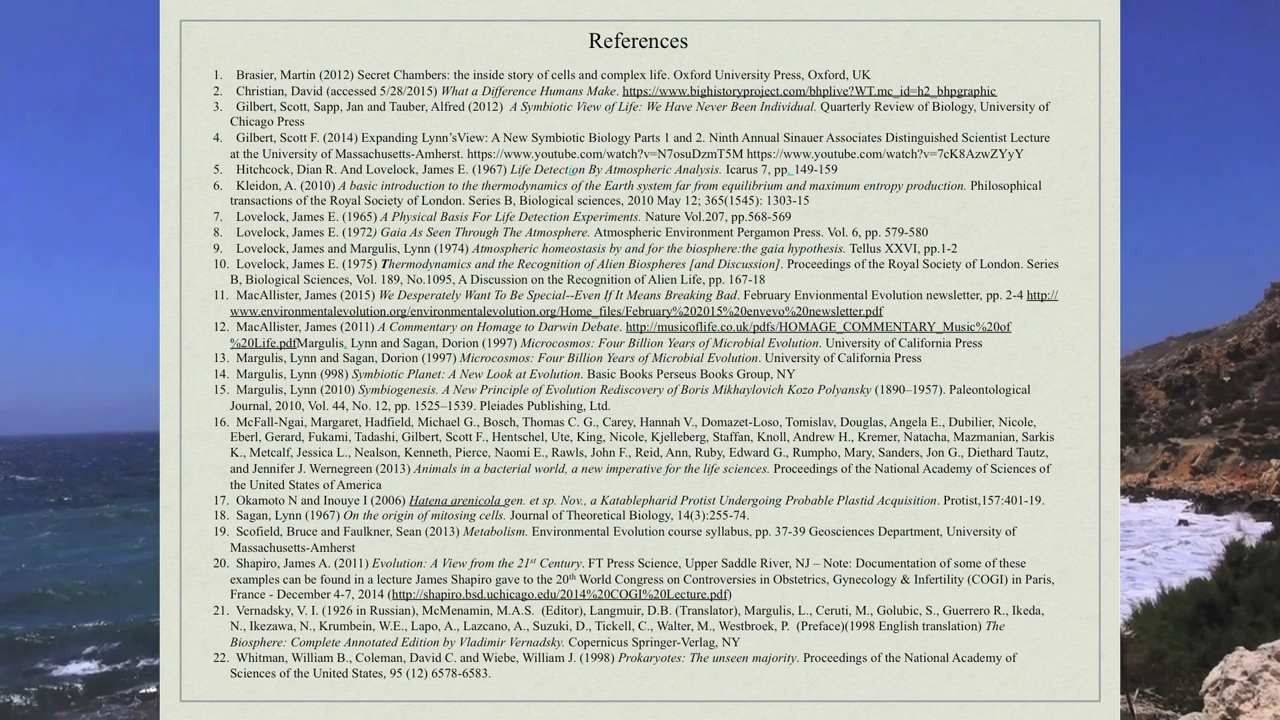 References
1. Brasier, Martin (2012) Secret Chambers: the inside story of cells and complex life. Oxford University Press, Oxford, UK
2. Christian, David (accessed 5/28/2015) What a Difference Humans Make. https://www.bighistoryproject.com/bhplive?WT.mc_id=h2_bhpgraphic
3. Gilbert, Scott, Sapp, Jan and Tauber, Alfred (2012) A Symbiotic View of Life: We Have Never Been Individual. Quarterly Review of Biology, University of
Chicago Press
4. Gilbert, Scott F. (2014) Expanding Lynn'sView: A New Symbiotic Biology Parts 1 and 2. Ninth Annual Sinauer Associates Distinguished Scientist Lecture
at the University of Massachusetts-Amherst. https://www.youtube.com/watch?v=N7osuDzmT5M https://www.youtube.com/watch?v=7cK8AzwZYyY
5. Hitchcock, Dian R. And Lovelock, James E. (1967) Life Detection By Atmospheric Analysis. Icarus 7, pp. 149-159
6. Kleidon, A. (2010) A basic introduction to the thermodynamics of the Earth system far from equilibrium and maximum entropy production. Philosophical
transactions of the Royal Society of London. Series B, Biological sciences, 2010 May 12; 365(1545): 1303-15
7. Lovelock, James E. (1965) A Physical Basis For Life Detection Experiments. Nature Vol.207, pp.568-569
8. Lovelock, James E. (1972) Gaia As Seen Through The Atmosphere. Atmospheric Environment Pergamon Press. Vol. 6, pp. 579-580
9. Lovelock, James and Margulis, Lynn (1974) Atmospheric homeostasis by and for the biosphere:the gaia hypothesis. Tellus XXVI, pp.1-2
10. Lovelock, James E. (1975) Thermodynamics and the Recognition of Alien Biospheres [and Discussion]. Proceedings of the Royal Society of London. Series
B, Biological Sciences, Vol. 189, No.1095, A Discussion on the Recognition of Alien Life, pp. 167-18
11. MacAllister, James (2015) We Desperately Want To Be Special--Even If It Means Breaking Bad. February Envionmental Evolution newsletter, pp. 2-4 http://
www.environmentalevolution.org/environmentalevolution.org/Home_files/February%202015%20envevo%20newsletter.pdf
12. MacAllister, James (2011) A Commentary on Homage to Darwin Debate. http://musicoflife.co.uk/pdfs/HOMAGE_COMMENTARY_Music%20of
%20Life.pdfMargulis, Lynn and Sagan, Dorion (1997) Microcosmos: Four Billion Years of Microbial Evolution. University of California Press
13. Margulis, Lynn and Sagan, Dorion (1997) Microcosmos: Four Billion Years of Microbial Evolution. University of California Press
14. Margulis, Lynn (998) Symbiotic Planet: A New Look at Evolution. Basic Books Perseus Books Group, NY
15. Margulis, Lynn (2010) Symbiogenesis. A New Principle of Evolution Rediscovery of Boris Mikhaylovich Kozo Polyansky (1890–1957). Paleontological
Journal, 2010, Vol. 44, No. 12, pp. 1525–1539. Pleiades Publishing, Ltd.
16. McFall-Ngai, Margaret, Hadfield, Michael G., Bosch, Thomas C. G., Carey, Hannah V., Domazet-Loso, Tomislav, Douglas, Angela E., Dubilier, Nicole,
Eberl, Gerard, Fukami, Tadashi, Gilbert, Scott F., Hentschel, Ute, King, Nicole, Kjelleberg, Staffan, Knoll, Andrew H., Kremer, Natacha, Mazmanian, Sarkis
K., Metcalf, Jessica L., Nealson, Kenneth, Pierce, Naomi E., Rawls, John F., Reid, Ann, Ruby, Edward G., Rumpho, Mary, Sanders, Jon G., Diethard Tautz,
and Jennifer J. Wernegreen (2013) Animals in a bacterial world, a new imperative for the life sciences. Proceedings of the National Academy of Sciences of
the United States of America
17. Okamoto N and Inouye I (2006) Hatena arenicola gen. et sp. Nov., a Katablepharid Protist Undergoing Probable Plastid Acquisition. Protist,157:401-19.
18. Sagan, Lynn (1967) On the origin of mitosing cells. Journal of Theoretical Biology, 14(3):255-74.
19. Scofield, Bruce and Faulkner, Sean (2013) Metabolism. Environmental Evolution course syllabus, pp. 37-39 Geosciences Department, University of
Massachusetts-Amherst
20. Shapiro, James A. (2011) Evolution: A View from the 21st Century. FT Press Science, Upper Saddle River, NJ – Note: Documentation of some of these
examples can be found in a lecture James Shapiro gave to the 20th World Congress on Controversies in Obstetrics, Gynecology & Infertility (COGI) in Paris,
France - December 4-7, 2014 (http://shapiro.bsd.uchicago.edu/2014%20COGI%20Lecture.pdf)
21. Vernadsky, V. I. (1926 in Russian), McMenamin, M.A.S. (Editor), Langmuir, D.B. (Translator), Margulis, L., Ceruti, M., Golubic, S., Guerrero R., Ikeda,
N., Ikezawa, N., Krumbein, W.E., Lapo, A., Lazcano, A., Suzuki, D., Tickell, C., Walter, M., Westbroek, P. (Preface)(1998 English translation) The
Biosphere: Complete Annotated Edition by Vladimir Vernadsky. Copernicus Springer-Verlag, NY
22. Whitman, William B., Coleman, David C. and Wiebe, William J. (1998) Prokaryotes: The unseen majority. Proceedings of the National Academy of
Sciences of the United States, 95 (12) 6578-6583.